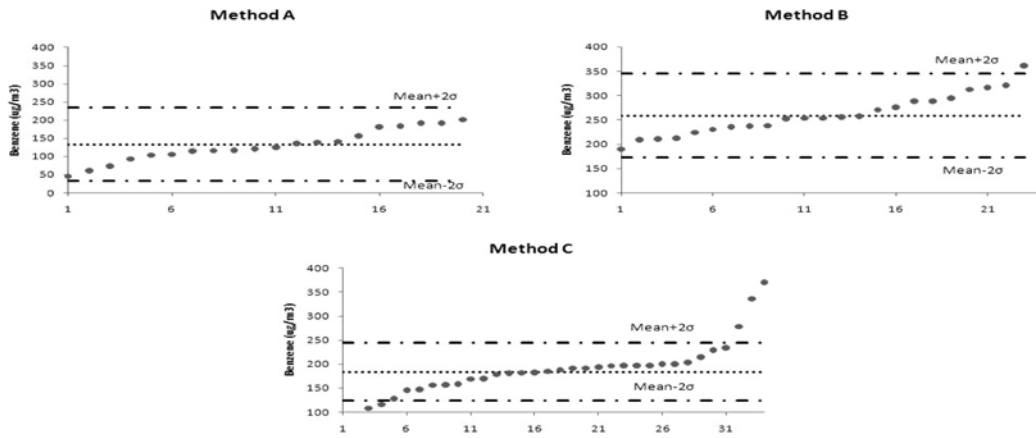 Method A
Benzene (ug/m3)
400
350
300
250
200
150
100
50
0
Mean+2σ
Mean-2σ
1 6 11 16 21
Method B
Benzene (ug/m3)
400
350
300
250
200
150
100
Mean+2σ
Mean-2σ
1 6 11 16 21
Method C
Benzene (ug/m3)
400
350
300
250
200
150
100
Mean+2σ
Mean-2σ
1 6 11 16 21 26 31